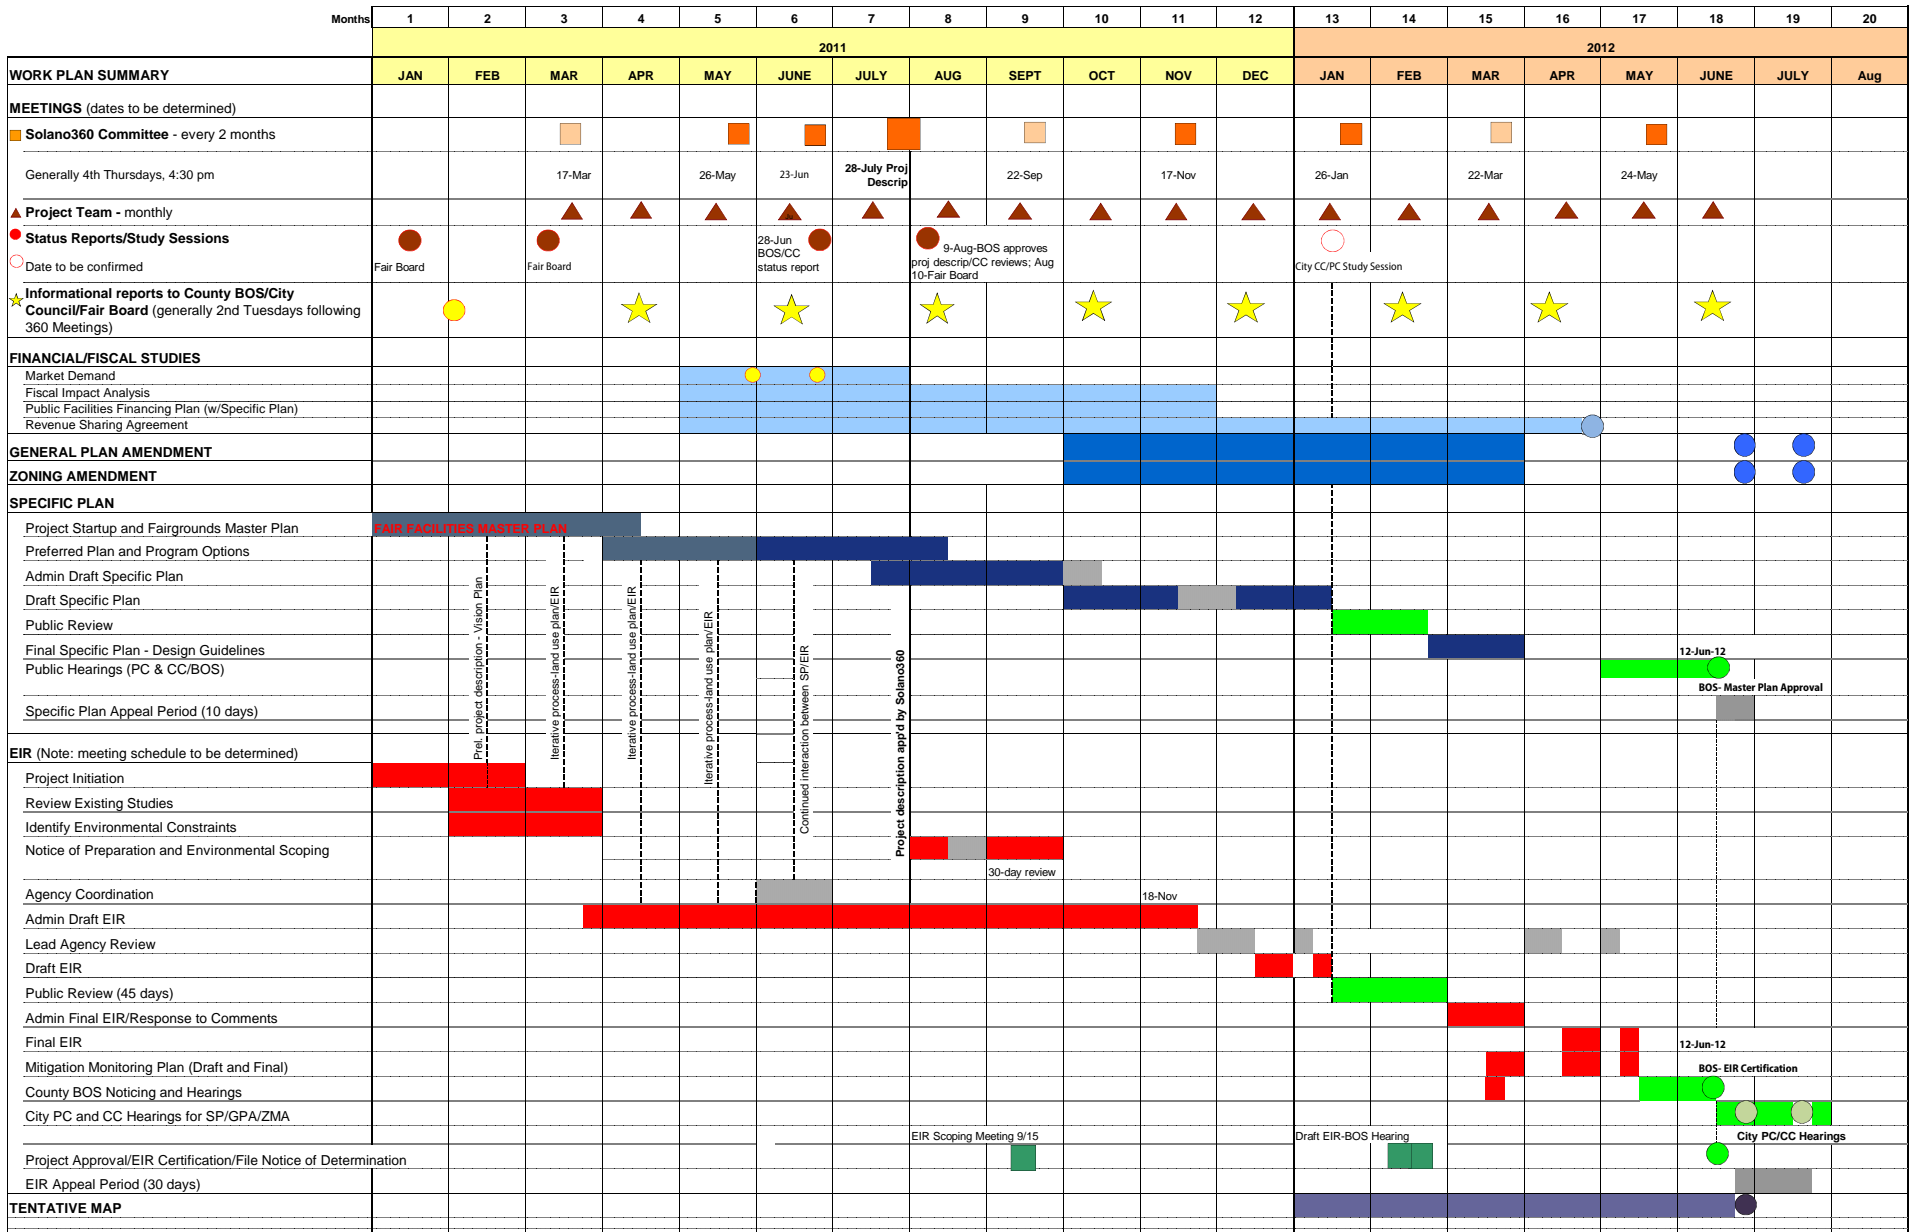 Months 1 2 3 4 5 6 7 8 9 10 11 12 13 14 15 16 17 18 19 20
2011 2012
WORK PLAN SUMMARY JAN FEB MAR APR MAY JUNE JULY AUG SEPT OCT NOV DEC JAN FEB MAR APR MAY JUNE JULY Aug
MEETINGS (dates to be determined)
Solano360 Committee - every 2 months
Generally 4th Thursdays, 4:30 pm 17-Mar 26-May 23-Jun 28-July Proj 22-Sep 17-Nov 26-Jan 22-Mar 24-May
Descrip
Project Team - monthly
Status Reports/Study Sessions
Date to be confirmed
Fair Board
Fair Board
28-Jun
BOS/CC
status report
9-Aug-BOS approves
proj descrip/CC reviews; Aug
10-Fair Board
City CC/PC Study Session
Informational reports to County BOS/City
Council/Fair Board (generally 2nd Tuesdays following
360 Meetings)
FINANCIAL/FISCAL STUDIES
Market Demand
Fiscal Impact Analysis
Public Facilities Financing Plan (w/Specific Plan)
Revenue Sharing Agreement
GENERAL PLAN AMENDMENT
ZONING AMENDMENT
SPECIFIC PLAN
Project Startup and Fairgrounds Master Plan FAIR FACILITIES MASTER PLAN
Preferred Plan and Program Options
Admin Draft Specific Plan
Draft Specific Plan
Public Review
Final Specific Plan - Design Guidelines 12-Jun-12
Public Hearings (PC & CC/BOS)
BOS- Master Plan Approval
Specific Plan Appeal Period (10 days)
Prel. project description - Vision Plan
Iterative process-land use plan/EIR
Iterative process-land use plan/EIR
Iterative process-land use plan/EIR
Continued interaction between SP/EIR
Project description app'd by Solano360
EIR (Note: meeting schedule to be determined)
Project Initiation
Review Existing Studies
Identify Environmental Constraints
Notice of Preparation and Environmental Scoping
30-day review
Agency Coordination 18-Nov
Admin Draft EIR
Lead Agency Review
Draft EIR
Public Review (45 days)
Admin Final EIR/Response to Comments
Final EIR 12-Jun-12
Mitigation Monitoring Plan (Draft and Final) BOS- EIR Certification
County BOS Noticing and Hearings
City PC and CC Hearings for SP/GPA/ZMA
EIR Scoping Meeting 9/15 Draft EIR-BOS Hearing City PC/CC Hearings
Project Approval/EIR Certification/File Notice of Determination
EIR Appeal Period (30 days)
TENTATIVE MAP